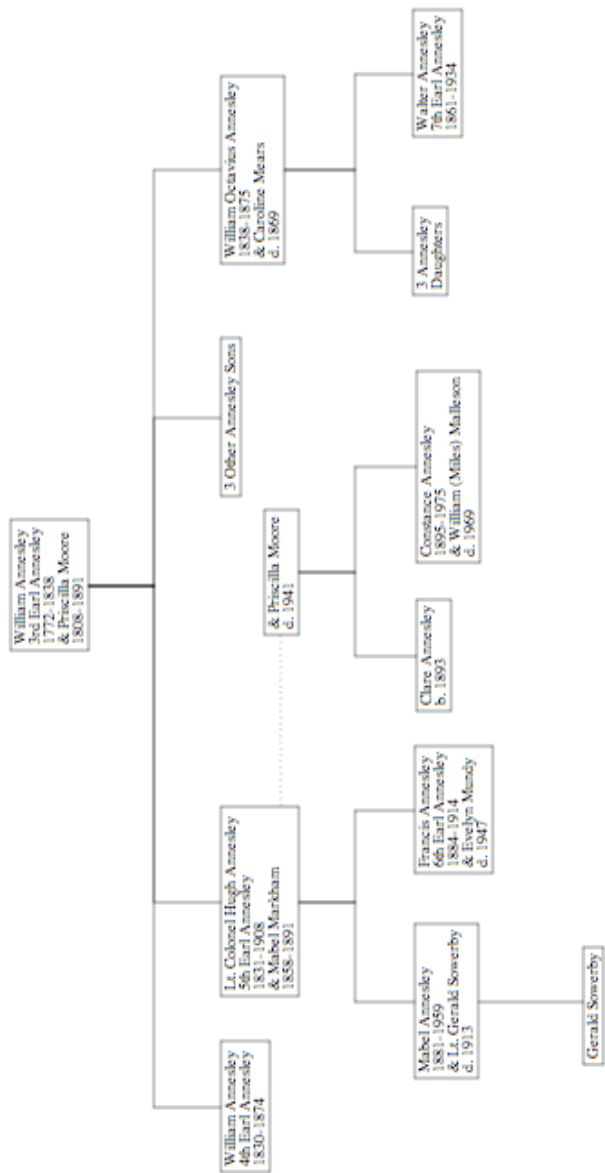 William Annesley
3rd Earl Annesley
1772-1838
& Priscilla Moore
1808-1891
William Annesley
4th Earl Annesley
1830-1874
Lt. Colonel Hugh Annesley
5th Earl Annesley
1831-1908
& Mabel Markham
1858-1891
& Priscilla Moore
d. 1941
3 Other Annesley Sons
William Octavius Annesley
1838-1875
& Caroline Mears
d. 1869
Mabel Annesley
1881-1959
& Lt. Gerald Sowerby
d. 1913
Francis Annesley
6th Earl Annesley
1884-1914
& Evelyn Mundy
d. 1947
Clare Annesley
b. 1893
Constance Annesley
1895-1975
& William (Miles) Malleson
d. 1969
3 Annesley
Daughters
Walter Annesley
7th Earl Annesley
1861-1934
Gerald Sowerby